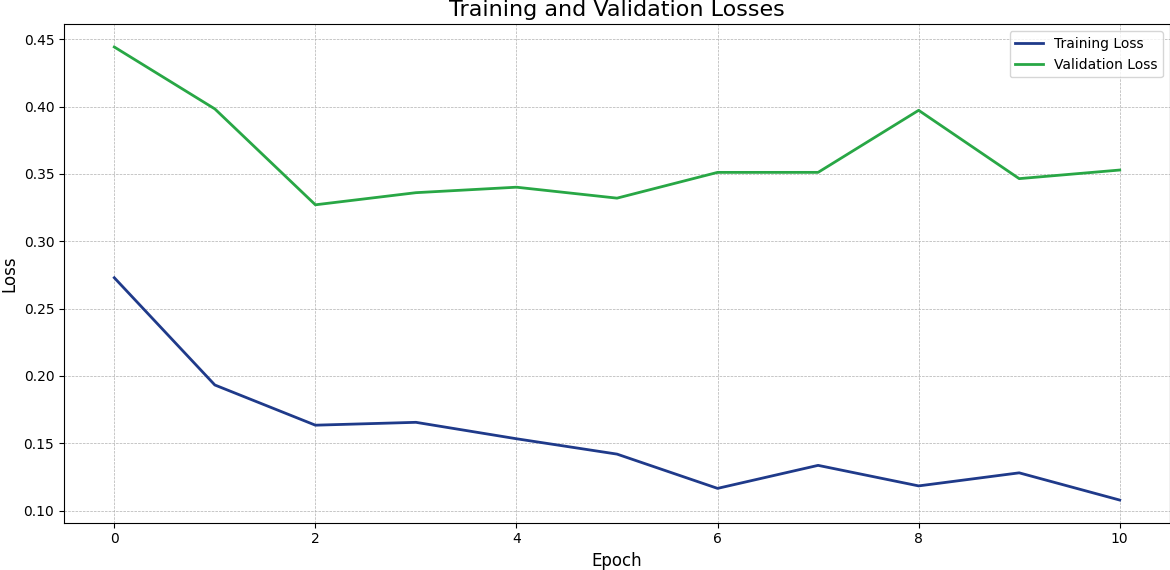 Training and Validation Losses
0.45
0.40
0.35
0.30
0.25
0.20
0.15
0.10
Loss
Training Loss
Validation Loss
0 2 4 6 8 10
Epoch